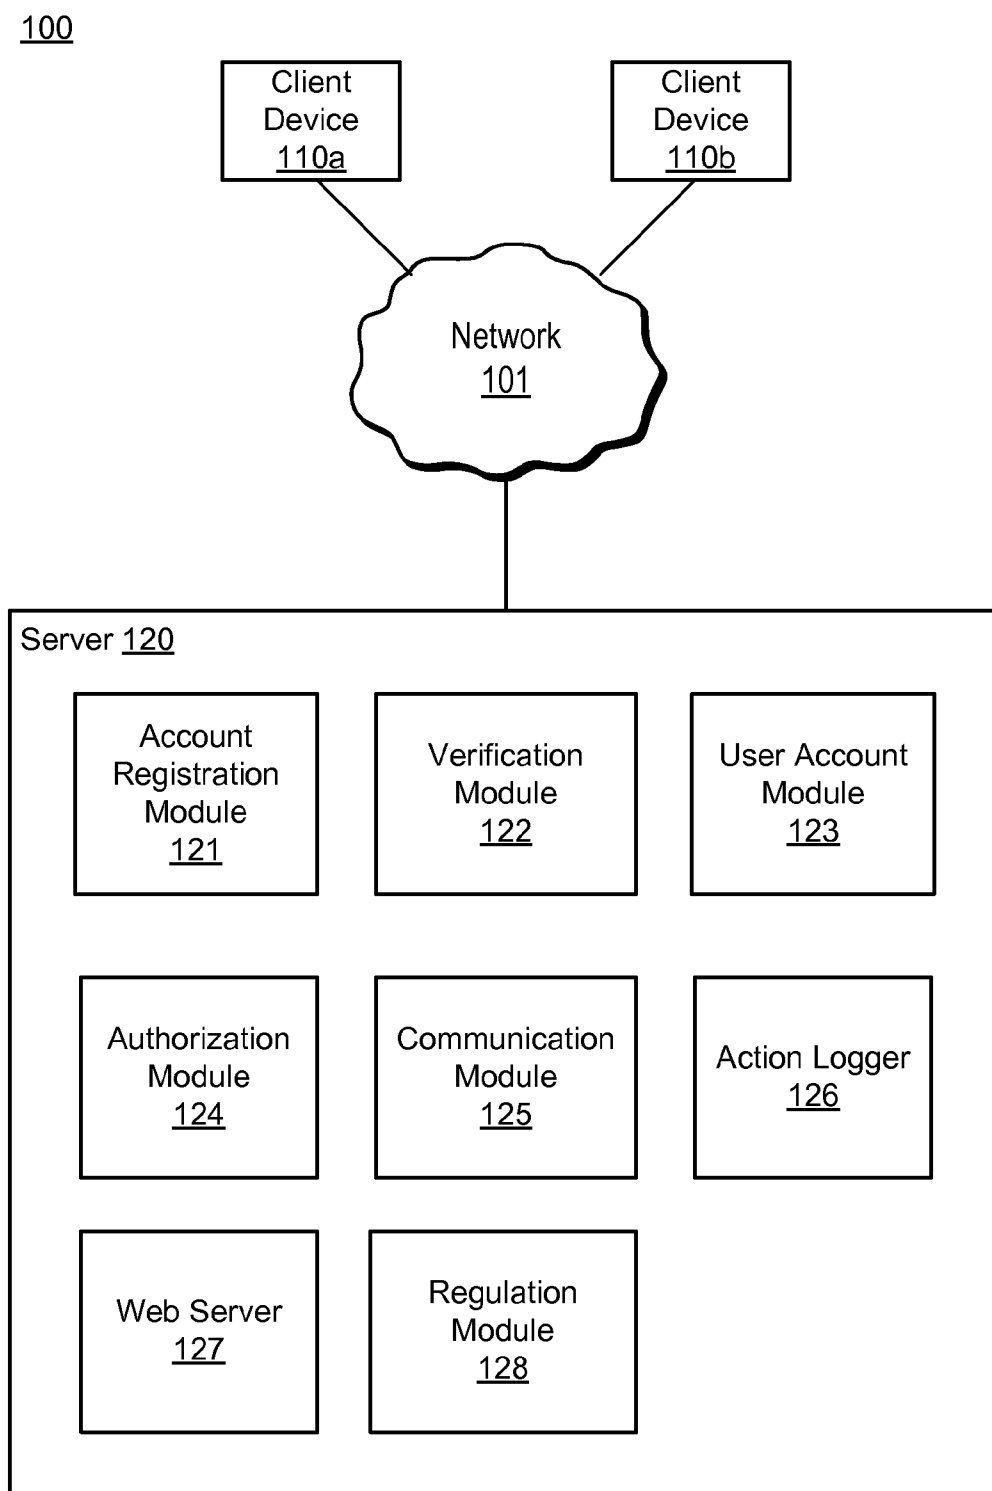 100
Client
Device
110a
Client
Device
110b
Network
101
Server 120
Account
Registration
Module
121
Verification
Module
122
User Account
Module
123
Authorization
Module
124
Communication
Module
125
Action Logger
126
Web Server
127
Regulation
Module
128